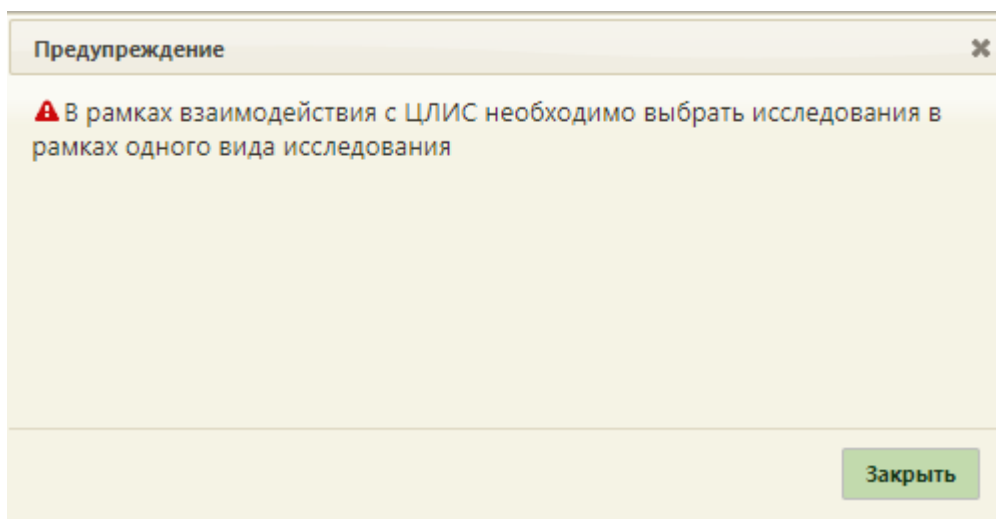 Предупреждение
В рамках взаимодействия с ЦЛИС необходимо выбрать исследования в
рамках одного вида исследования
Закрыть